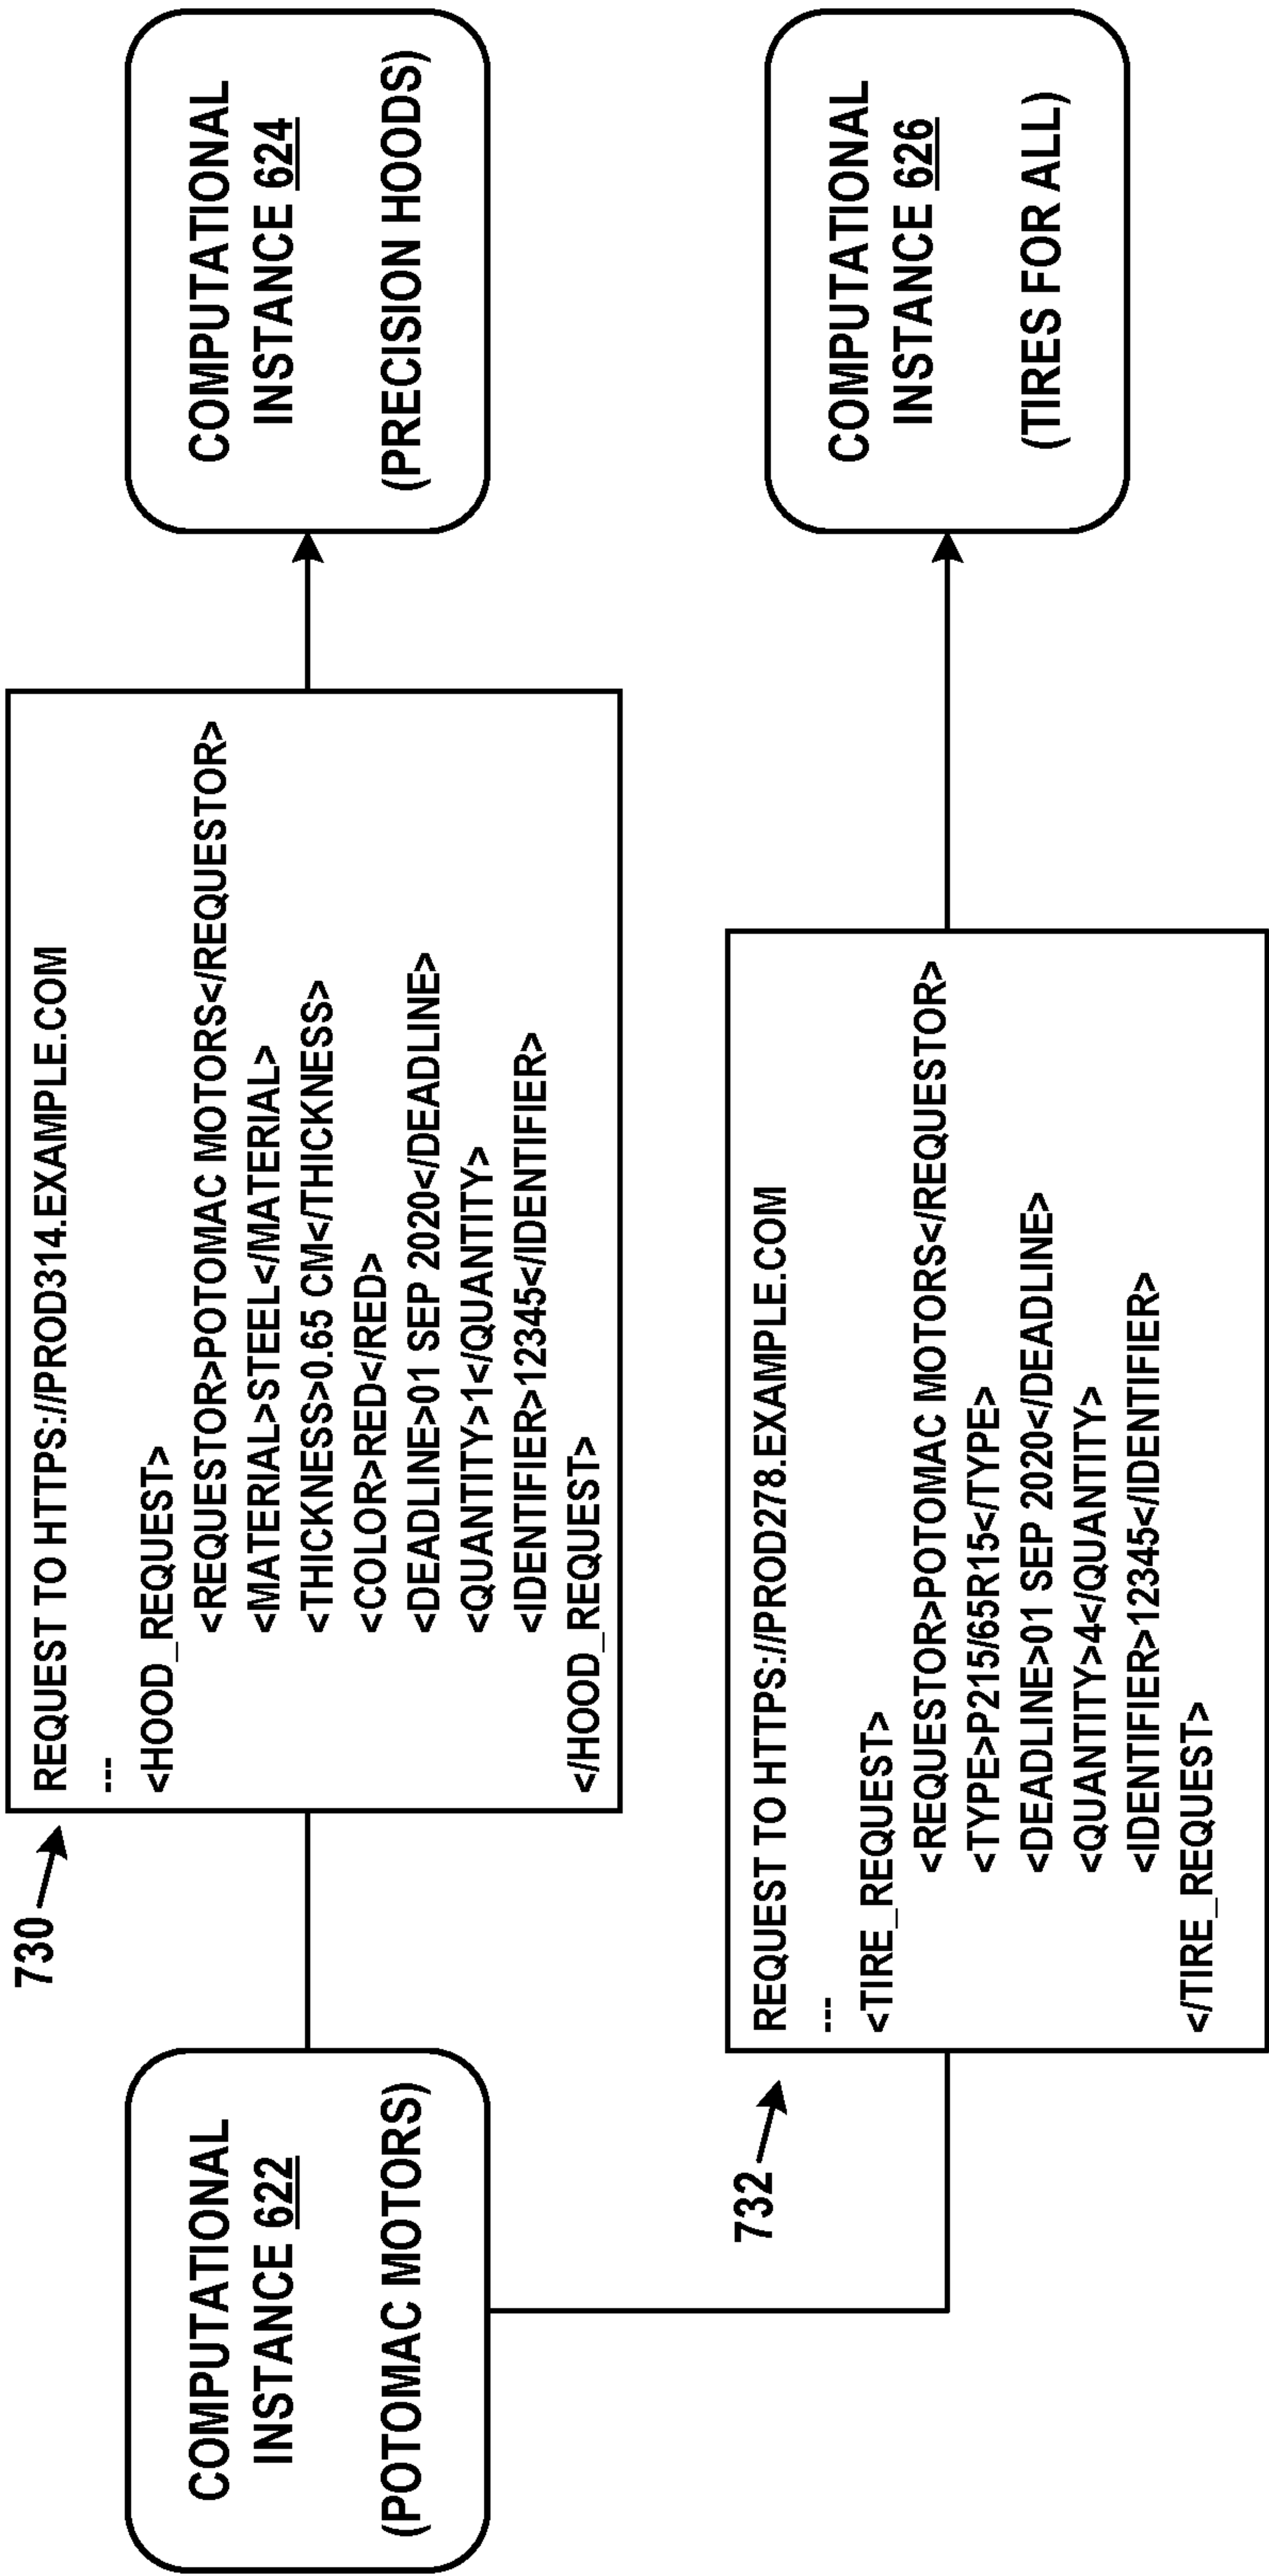 COMPUTATIONAL
INSTANCE 622
(POTOMAC MOTORS)
730
REQUEST TO HTTPS://PROD314.EXAMPLE.COM
...
<HOOD_REQUEST>
<REQUESTOR>POTOMAC MOTORS</REQUESTOR>
<MATERIAL>STEEL</MATERIAL>
<THICKNESS>0.65 CM</THICKNESS>
<COLOR>RED</RED>
<DEADLINE>01 SEP 2020</DEADLINE>
<QUANTITY>1</QUANTITY>
<IDENTIFIER>12345</IDENTIFIER>
</HOOD_REQUEST>
COMPUTATIONAL
INSTANCE 624
(PRECISION HOODS)
732
REQUEST TO HTTPS://PROD278.EXAMPLE.COM
...
<TIRE_REQUEST>
<REQUESTOR>POTOMAC MOTORS</REQUESTOR>
<TYPE>P215/65R15</TYPE>
<DEADLINE>01 SEP 2020</DEADLINE>
<QUANTITY>4</QUANTITY>
<IDENTIFIER>12345</IDENTIFIER>
</TIRE_REQUEST>
COMPUTATIONAL
INSTANCE 626
(TIRES FOR ALL)